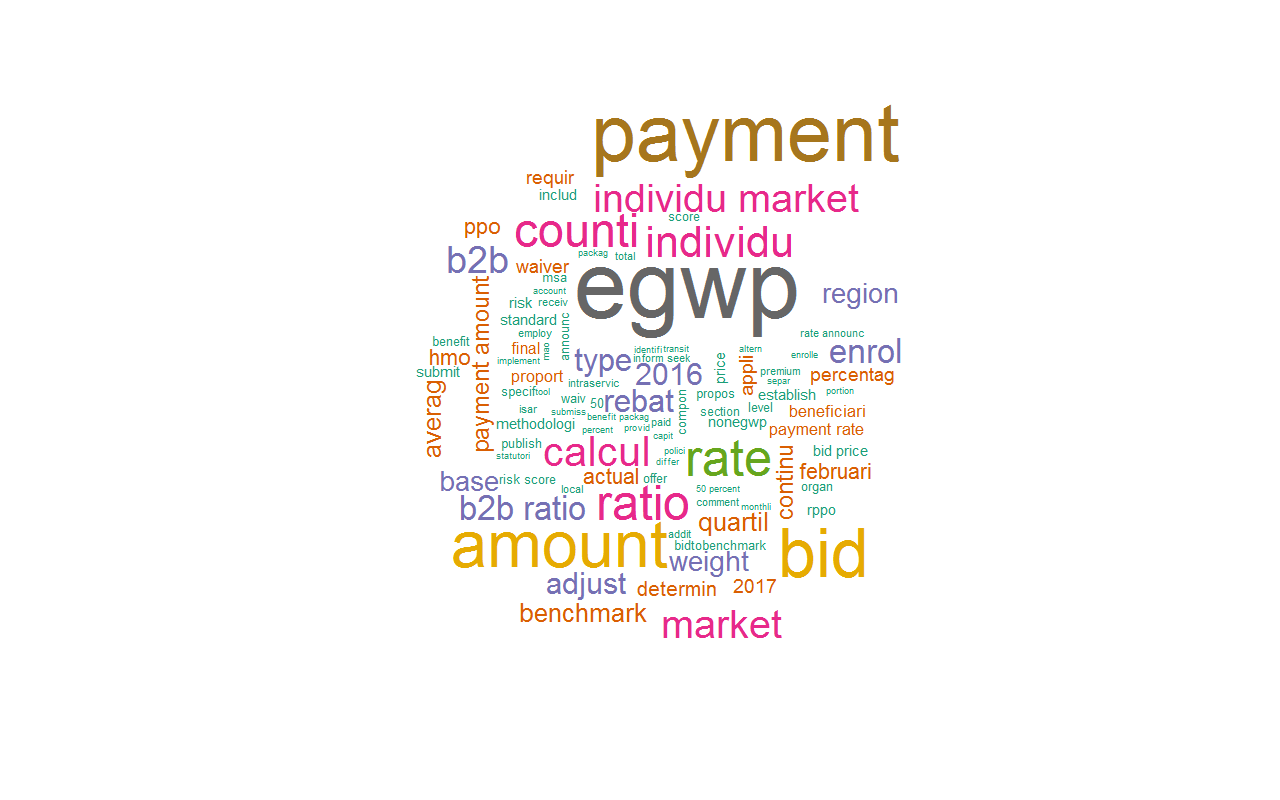 payment
requir
includ
individu market
score
ppo
counti
individu
b2b
waiver
packag
total
egwp
msa
account
risk
receiv
region
standard
employ
announc
payment amount
rate announc
benefit
hmo
submit
final
implement
mao
type
identifi
transit
inform seek
altern
enrolle
enrol
2016
price
appli
premium
separ
percentag
proport
intraservic
specif
tool
waiv
50
rebat
compon
propos
establish
portion
averag
isar
submiss
benefit packag
section
level
beneficiari
methodologi
percent
provid
paid
nonegwp
payment rate
capit
publish
statutori
calcul
polici
differ
rate
bid price
continu
februari
base
risk score
actual
offer
local
50 percent
organ
b2b ratio
ratio
comment
monthli
rppo
quartil
amount
addit
bidtobenchmark
bid
weight
adjust
determin
2017
benchmark
market